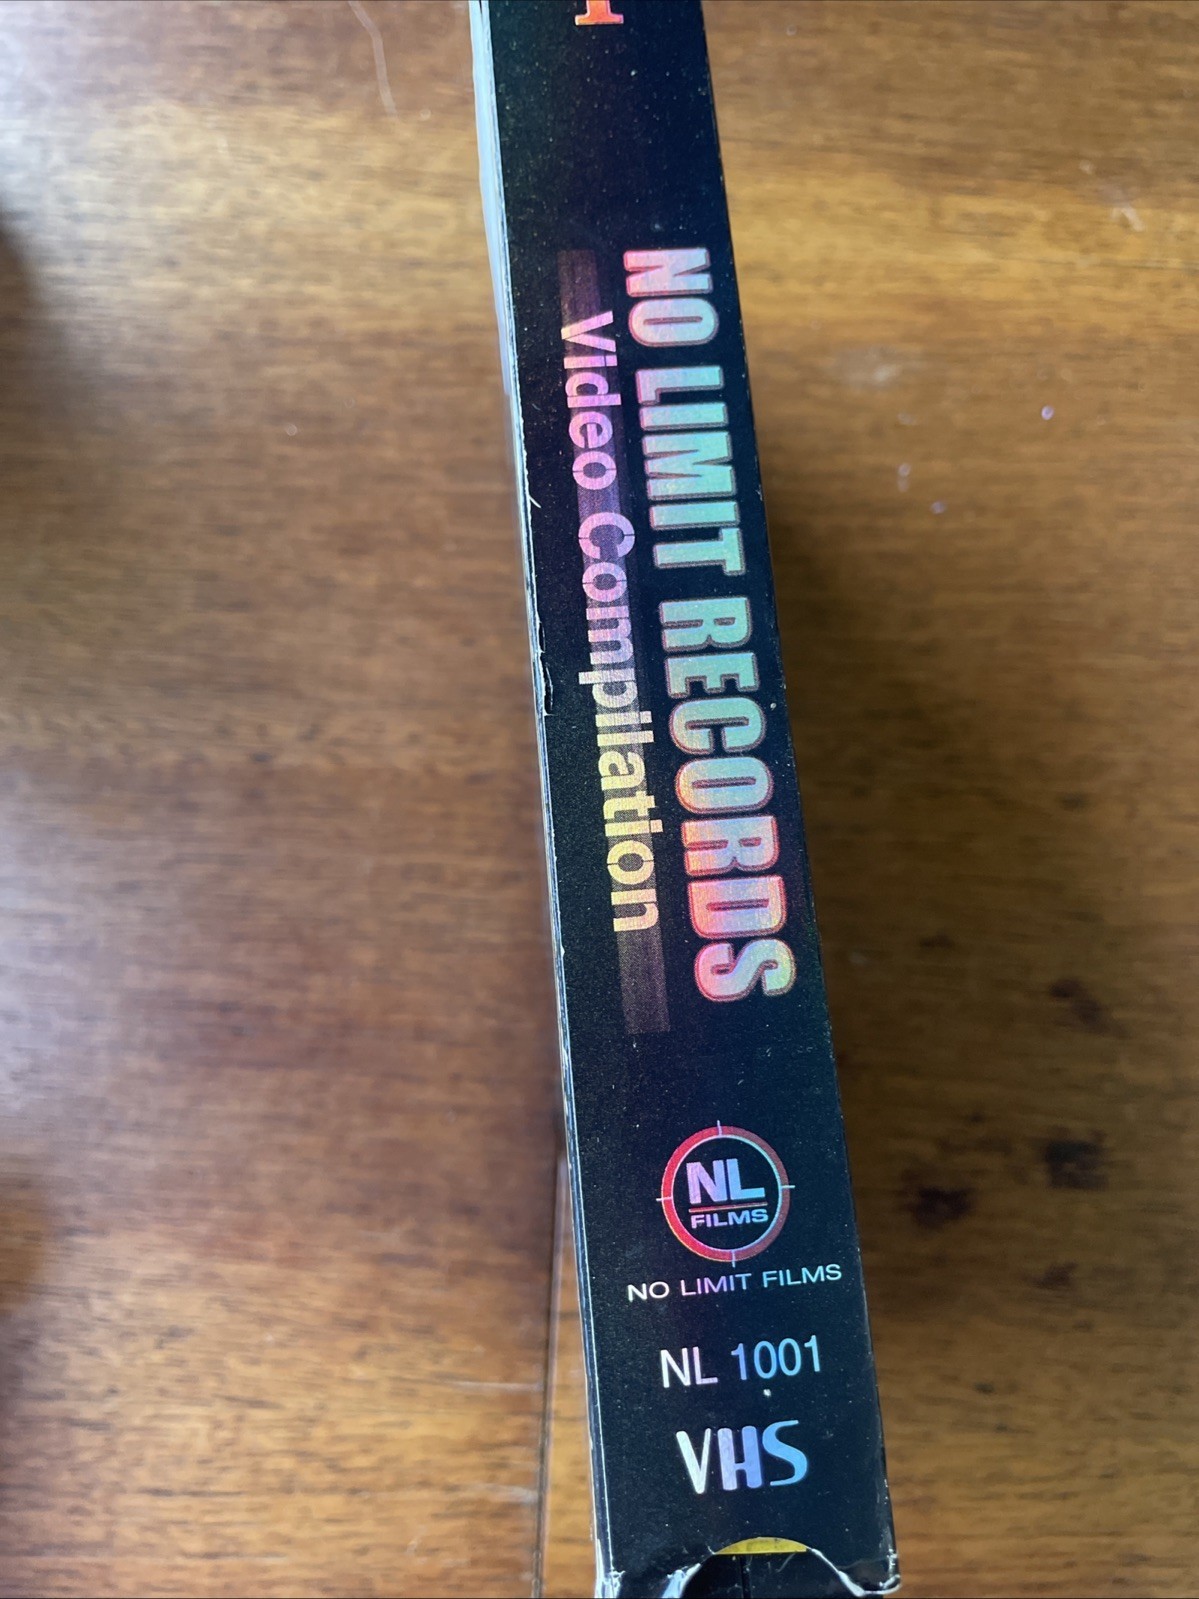 NO LIMIT RECORDS
Video Compilation
NL
FILMS
NO LIMIT FILMS
NL 1001
VHS